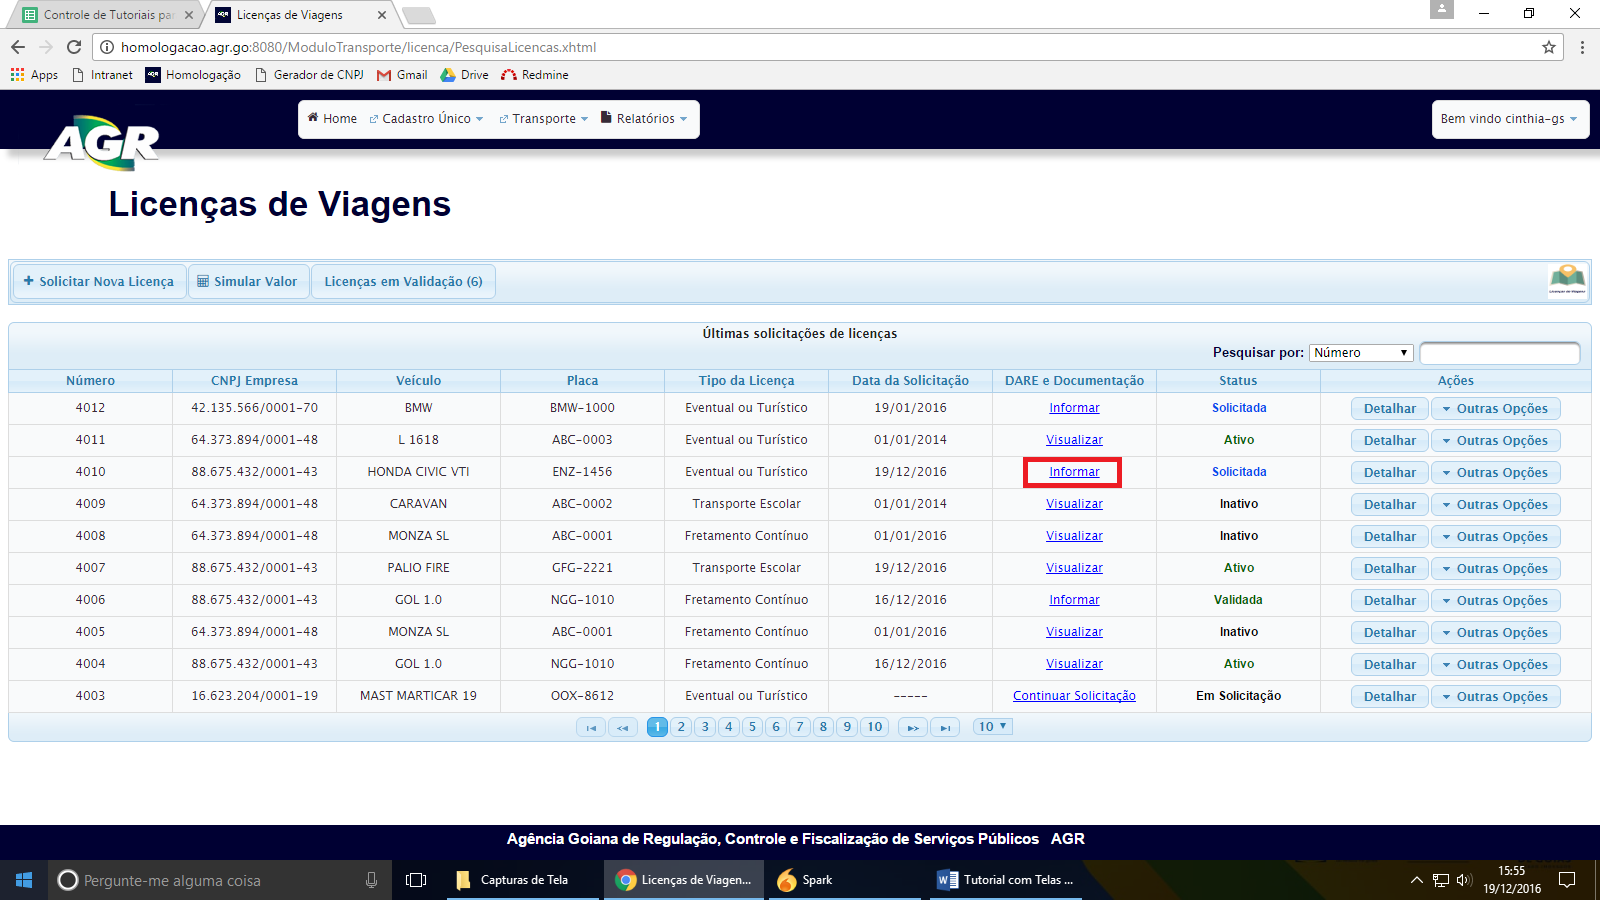 Controle de Tutoriais par
Licenças de Viagens
homologacao.agr.go:8080/ModuloTransporte/licenca/PesquisaLicencas.xhtml
Apps Intranet AGR Homologação Gerador de CNPJ Gmail Drive Redmine
AGR
Home Cadastro Único Transporte Relatórios
Bem vindo cinthia-gs
Licenças de Viagens
+ Solicitar Nova Licença Simular Valor Licenças em Validação (6)
Últimas solicitações de licenças
Pesquisar por: Número
Número CNPJ Empresa Veículo Placa Tipo da Licença Data da Solicitação DARE e Documentação Status Ações
4012 42.135.566/0001-70 BMW BMW-1000 Eventual ou Turístico 19/01/2016 Informar Solicitada Detalhar Outras Opções
4011 64.373.894/0001-48 L 1618 ABC-0003 Eventual ou Turístico 01/01/2014 Visualizar Ativo Detalhar Outras Opções
4010 88.675.432/0001-43 HONDA CIVIC VTI ENZ-1456 Eventual ou Turístico 19/12/2016 Informar Solicitada Detalhar Outras Opções
4009 64.373.894/0001-48 CARAVAN ABC-0002 Transporte Escolar 01/01/2014 Visualizar Inativo Detalhar Outras Opções
4008 64.373.894/0001-48 MONZA SL ABC-0001 Fretamento Contínuo 01/01/2016 Visualizar Inativo Detalhar Outras Opções
4007 88.675.432/0001-43 PALIO FIRE GFG-2221 Transporte Escolar 19/12/2016 Visualizar Ativo Detalhar Outras Opções
4006 88.675.432/0001-43 GOL 1.0 NGG-1010 Fretamento Contínuo 16/12/2016 Informar Validada Detalhar Outras Opções
4005 64.373.894/0001-48 MONZA SL ABC-0001 Fretamento Contínuo 01/01/2016 Visualizar Inativo Detalhar Outras Opções
4004 88.675.432/0001-43 GOL 1.0 NGG-1010 Fretamento Contínuo 16/12/2016 Visualizar Ativo Detalhar Outras Opções
4003 16.623.204/0001-19 MAST MARTICAR 19 OOX-8612 Eventual ou Turístico ----- Continuar Solicitação Em Solicitação Detalhar Outras Opções
1 2 3 4 5 6 7 8 9 10 10
Agência Goiana de Regulação, Controle e Fiscalização de Serviços Públicos AGR
Pergunte-me alguma coisa Capturas de Tela Licenças de Viagen... Spark Tutorial com Telas ...
15:55
19/12/2016